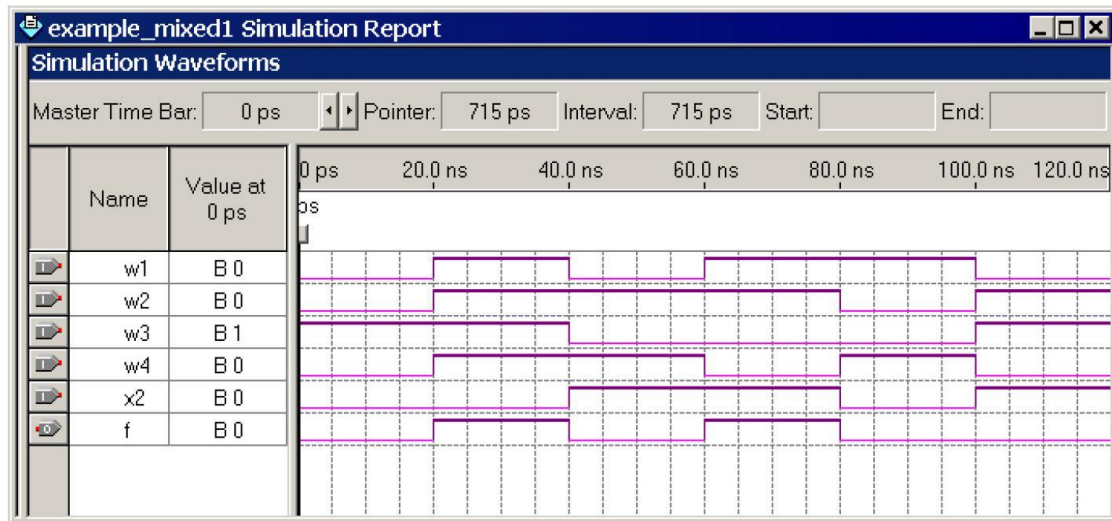 example_mixed1 Simulation Report
Simulation Waveforms
Master Time Bar: 0 ps Pointer: 715 ps Interval: 715 ps Start: End:
Name Value at 0 ps 0 ps 20.0 ns 40.0 ns 60.0 ns 80.0 ns 100.0 ns 120.0 ns
ps
w1 B 0
w2 B 0
w3 B 1
w4 B 0
x2 B 0
f B 0